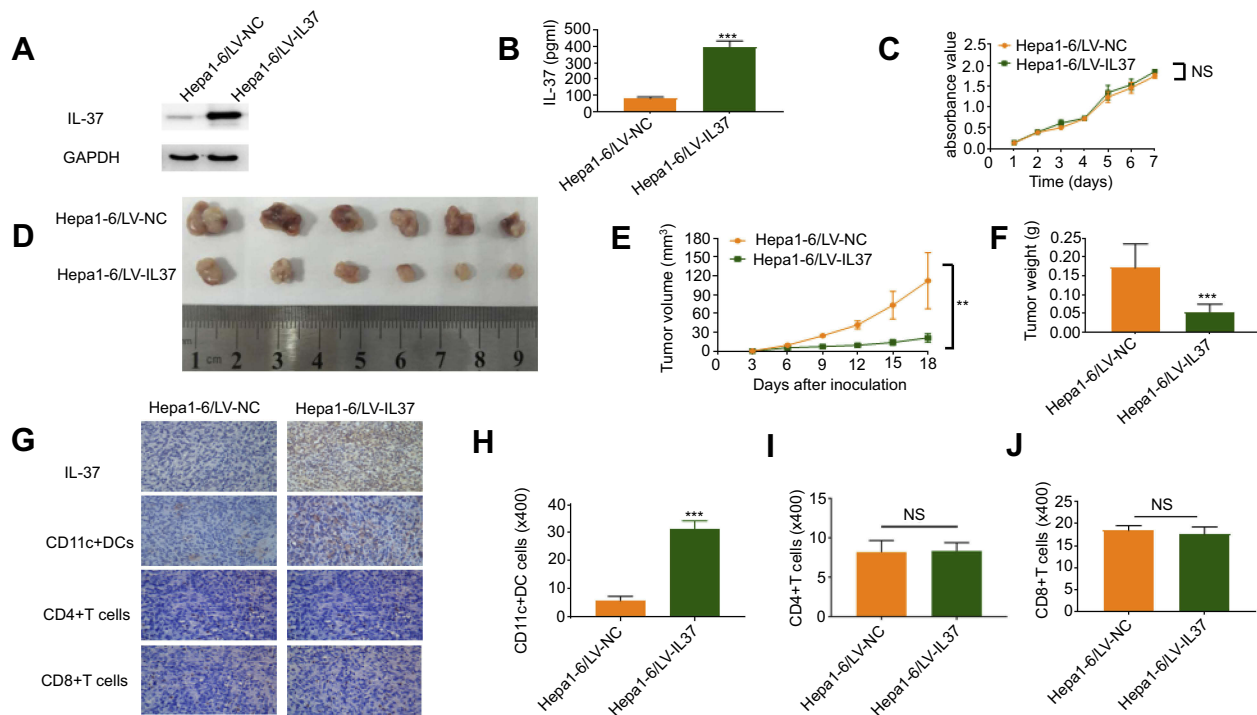 A
Hepa1-6/LV-NC
Hepa1-6/LV-IL37
IL-37
GAPDH
B
IL-37 (pgml)
500
400
300
200
100
0
***
Hepa1-6/LV-NC
Hepa1-6/LV-IL37
C
absorbance value
Hepa1-6/LV-NC
Hepa1-6/LV-IL37
2.5
2.0
1.5
1.0
0.5
0
0 1 2 3 4 5 6 7
Time (days)
NS
D
Hepa1-6/LV-NC
Hepa1-6/LV-IL37
1 cm 2 3 4 5 6 7 8 9
E
Tumor volume (mm³)
Hepa1-6/LV-NC
Hepa1-6/LV-IL37
180
150
120
90
60
30
0
0 3 6 9 12 15 18
Days after inoculation
**
F
Tumor weight (g)
0.25
0.20
0.15
0.10
0.05
0.00
***
Hepa1-6/LV-NC
Hepa1-6/LV-IL37
G
Hepa1-6/LV-NC
Hepa1-6/LV-IL37
IL-37
CD11c+DCs
CD4+T cells
CD8+T cells
H
CD11c+DC cells (x400)
40
30
20
10
0
***
Hepa1-6/LV-NC
Hepa1-6/LV-IL37
I
CD4+T cells (x400)
15
10
5
0
NS
Hepa1-6/LV-NC
Hepa1-6/LV-IL37
J
CD8+T cells (x400)
25
20
15
10
5
0
NS
Hepa1-6/LV-NC
Hepa1-6/LV-IL37